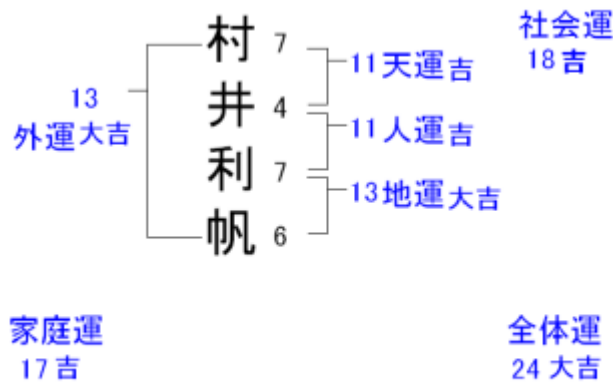 村 7
井 4
利 7
帆 6
11天運吉
11人運吉
13地運大吉
13
外運大吉
社会運
18吉
家庭運
17吉
全体運
24大吉